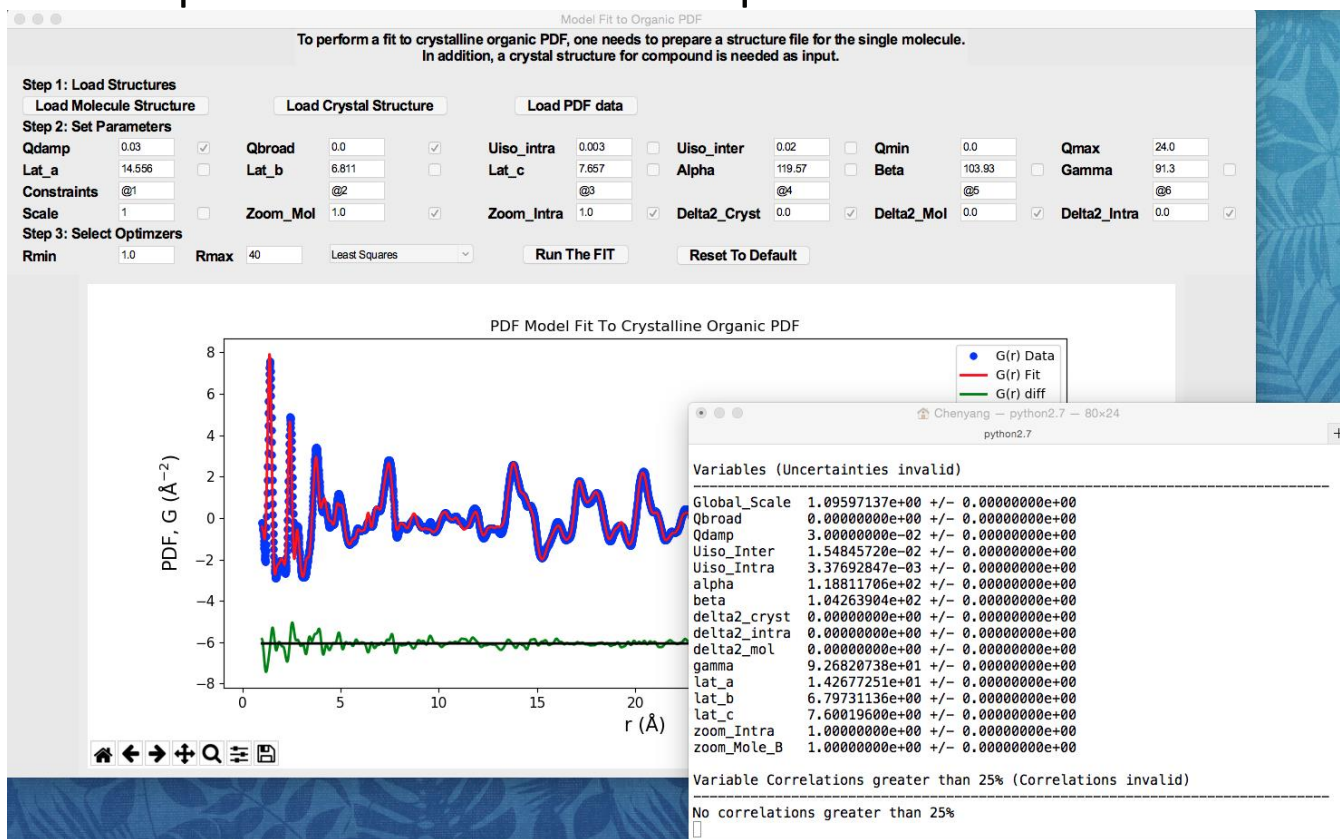 Model Fit to Organic PDF
To perform a fit to crystalline organic PDF, one needs to prepare a structure file for the single molecule.
In addition, a crystal structure for compound is needed as input.
Step 1: Load Structures
Load Molecule Structure Load Crystal Structure Load PDF data
Step 2: Set Parameters
Qdamp 0.03 Qbroad 0.0 Uiso_intra 0.003 Uiso_inter 0.02 Qmin 0.0 Qmax 24.0
Lat_a 14.556 Lat_b 6.811 Lat_c 7.657 Alpha 119.57 Beta 103.93 Gamma 91.3
Constraints @1 @2 @3 @4 @5 @6
Scale 1 Zoom_Mol 1.0 Zoom_Intra 1.0 Delta2_Cryst 0.0 Delta2_Mol 0.0 Delta2_Intra 0.0
Step 3: Select Optimzers
Rmin 1.0 Rmax 40 Least Squares Run The FIT Reset To Default
PDF Model Fit To Crystalline Organic PDF
G(r) Data
G(r) Fit
G(r) diff
8
6
4
2
0
−2
−4
−6
−8
PDF, G (Å⁻²)
0 5 10 15 20
r (Å)
Chenyang — python2.7 — 80×24
python2.7
+
Variables (Uncertainties invalid)
Global_Scale 1.09597137e+00 +/- 0.00000000e+00
Qbroad 0.00000000e+00 +/- 0.00000000e+00
Qdamp 3.00000000e-02 +/- 0.00000000e+00
Uiso_Inter 1.54845720e-02 +/- 0.00000000e+00
Uiso_Intra 3.37692847e-03 +/- 0.00000000e+00
alpha 1.18811706e+02 +/- 0.00000000e+00
beta 1.04263904e+02 +/- 0.00000000e+00
delta2_cryst 0.00000000e+00 +/- 0.00000000e+00
delta2_intra 0.00000000e+00 +/- 0.00000000e+00
delta2_mol 0.00000000e+00 +/- 0.00000000e+00
gamma 9.26820738e+01 +/- 0.00000000e+00
lat_a 1.42677251e+01 +/- 0.00000000e+00
lat_b 6.79731136e+00 +/- 0.00000000e+00
lat_c 7.60019600e+00 +/- 0.00000000e+00
zoom_Intra 1.00000000e+00 +/- 0.00000000e+00
zoom_Mole_B 1.00000000e+00 +/- 0.00000000e+00
Variable Correlations greater than 25% (Correlations invalid)
No correlations greater than 25%